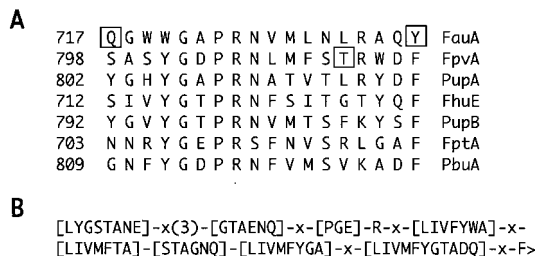 A
717 Q G W W G A P R N V M L N L R A Q Y FauA
798 S A S Y G D P R N L M F S T R W D F FpvA
802 Y G H Y G A P R N A T V T L R Y D F PupA
712 S I V Y G T P R N F S I T G T Y Q F FhuE
792 Y G V Y G T P R N V M T S F K Y S F PupB
703 N N R Y G E P R S F N V S R L G A F FptA
809 G N F Y G D P R N F V M S V K A D F PbuA
B
[LYGSTANE]-x(3)-[GTAENQ]-x-[PGE]-R-x-[LIVFYWA]-x-
[LIVMFTA]-[STAGNQ]-[LIVMFYGA]-x-[LIVMFYGTADQ]-x-F>